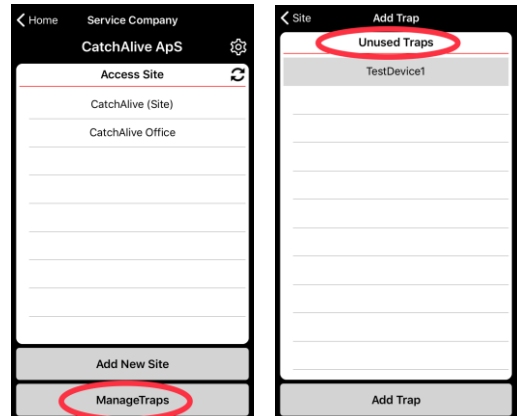 Home Service Company
CatchAlive ApS
Access Site
CatchAlive (Site)
CatchAlive Office
Add New Site
ManageTraps
Site Add Trap
Unused Traps
TestDevice1
Add Trap